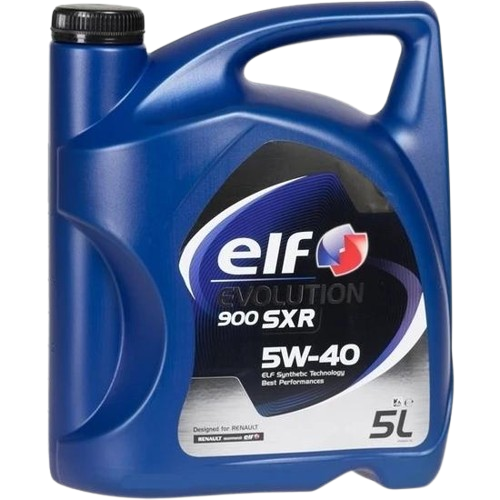 elf
EVOLUTION
900 SXR
5W-40
ELF Synthetic Technology
Best Performances
Designed for RENAULT
RENAULT elf
5L